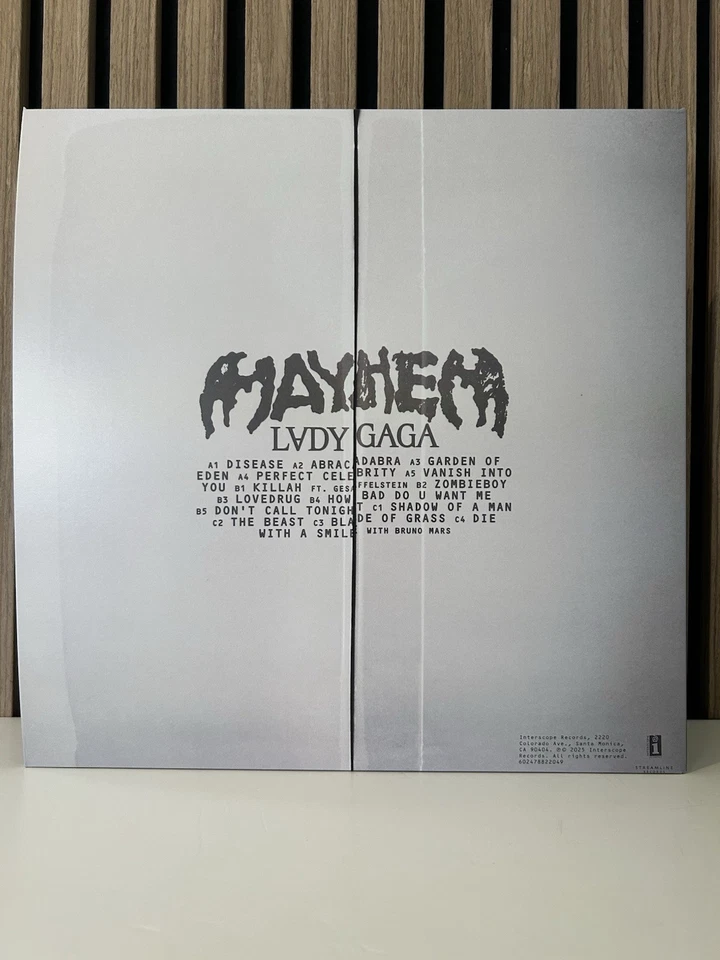 MAYHEM
L∀DY GAGA
A1 DISEASE A2 ABRACADABRA A3 GARDEN OF
EDEN A4 PERFECT CELEBRITY A5 VANISH INTO
YOU B1 KILLAH FT. GESAFFELSTEIN B2 ZOMBIEBOY
B3 LOVEDRUG B4 HOW BAD DO U WANT ME
B5 DON'T CALL TONIGHT C1 SHADOW OF A MAN
C2 THE BEAST C3 BLADE OF GRASS C4 DIE
WITH A SMILE WITH BRUNO MARS
Interscope Records, 2220
Colorado Ave., Santa Monica,
CA 90404. ℗© 2025 Interscope
Records. All rights reserved.
602478822049
i
STREAMLINE